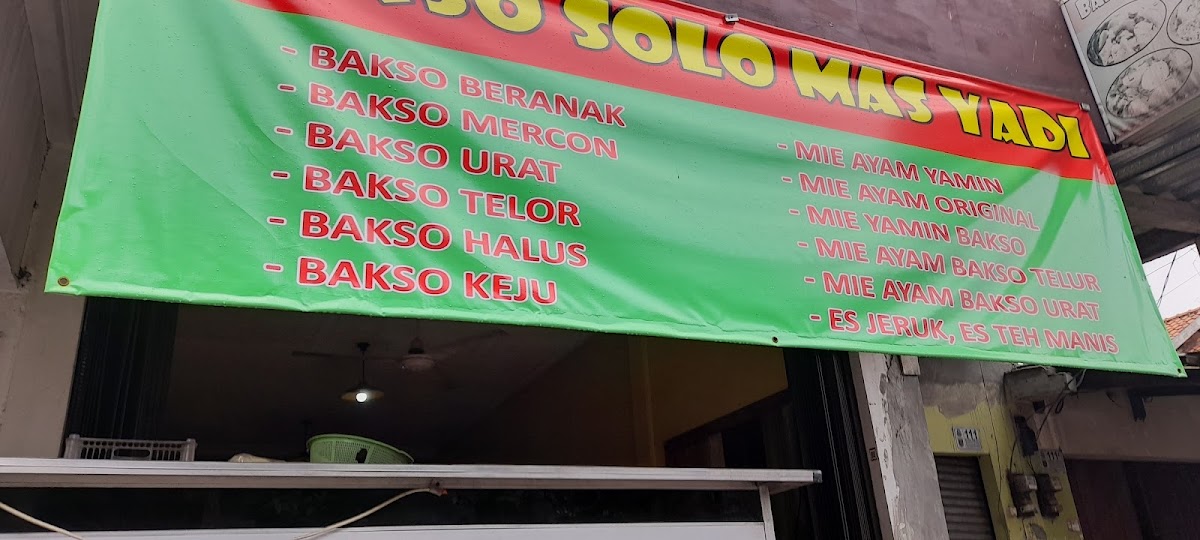 SOLO MAS YADI
- BAKSO BERANAK
- BAKSO MERCON
- BAKSO URAT
- BAKSO TELOR
- BAKSO HALUS
- BAKSO KEJU
- MIE AYAM YAMIN
- MIE AYAM ORIGINAL
- MIE YAMIN BAKSO
- MIE AYAM BAKSO TELUR
- MIE AYAM BAKSO URAT
- ES JERUK, ES TEH MANIS
111